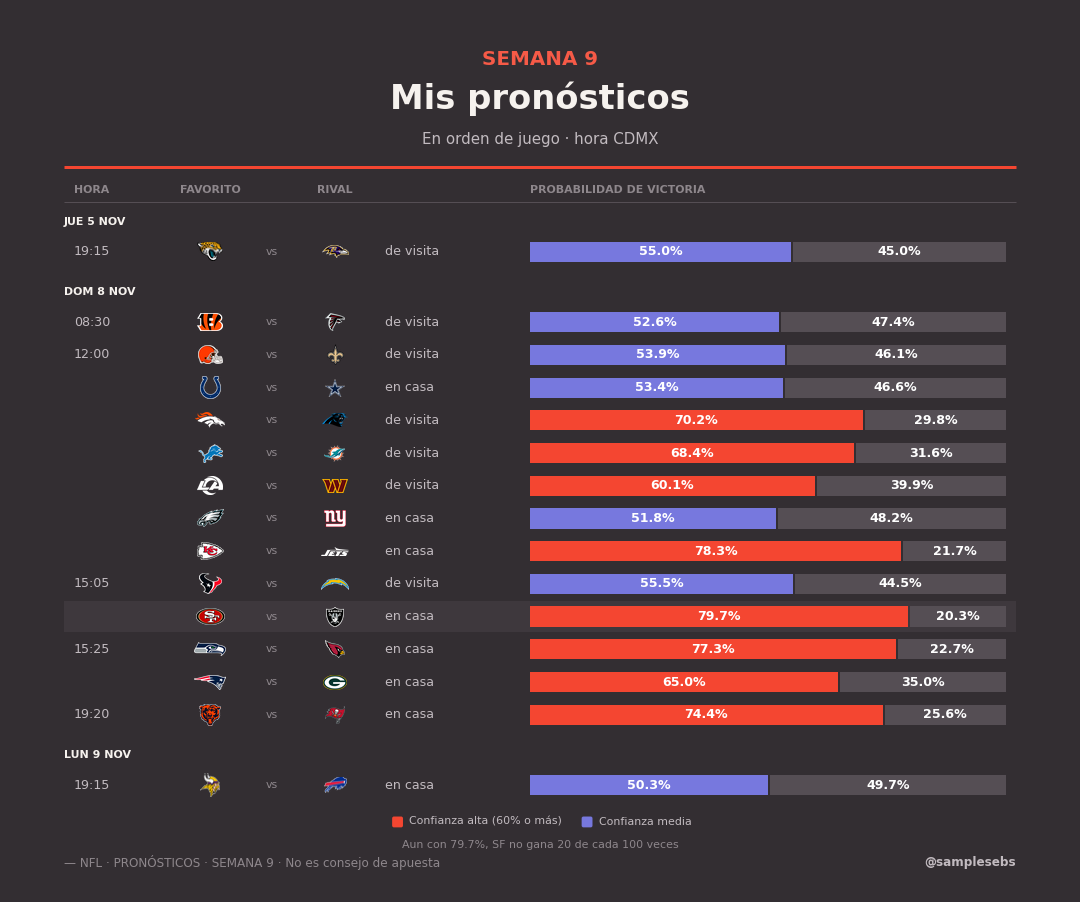 SEMANA 9
Mis pronósticos
En orden de juego · hora CDMX
HORA FAVORITO RIVAL PROBABILIDAD DE VICTORIA
JUE 5 NOV
19:15 vs de visita 55.0% 45.0%
DOM 8 NOV
08:30 vs de visita 52.6% 47.4%
12:00 vs de visita 53.9% 46.1%
vs en casa 53.4% 46.6%
vs de visita 70.2% 29.8%
vs de visita 68.4% 31.6%
vs de visita 60.1% 39.9%
vs ny en casa 51.8% 48.2%
KC vs JETS en casa 78.3% 21.7%
15:05 vs de visita 55.5% 44.5%
SF vs en casa 79.7% 20.3%
15:25 vs en casa 77.3% 22.7%
vs G en casa 65.0% 35.0%
19:20 vs en casa 74.4% 25.6%
LUN 9 NOV
19:15 vs en casa 50.3% 49.7%
Confianza alta (60% o más) Confianza media
Aun con 79.7%, SF no gana 20 de cada 100 veces
— NFL · PRONÓSTICOS · SEMANA 9 · No es consejo de apuesta @samplesebs